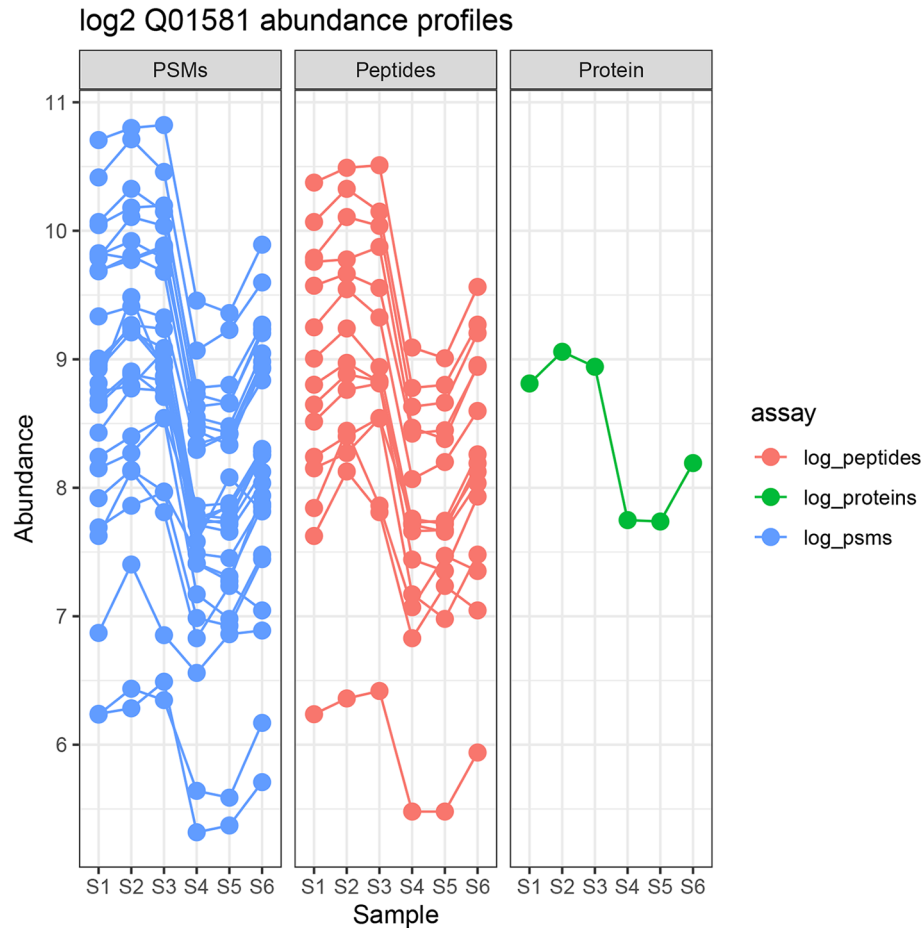 log2 Q01581 abundance profiles
PSMs Peptides Protein
11
10
9
8
7
6
Abundance
S1 S2 S3 S4 S5 S6 S1 S2 S3 S4 S5 S6 S1 S2 S3 S4 S5 S6
Sample
assay
log_peptides
log_proteins
log_psms